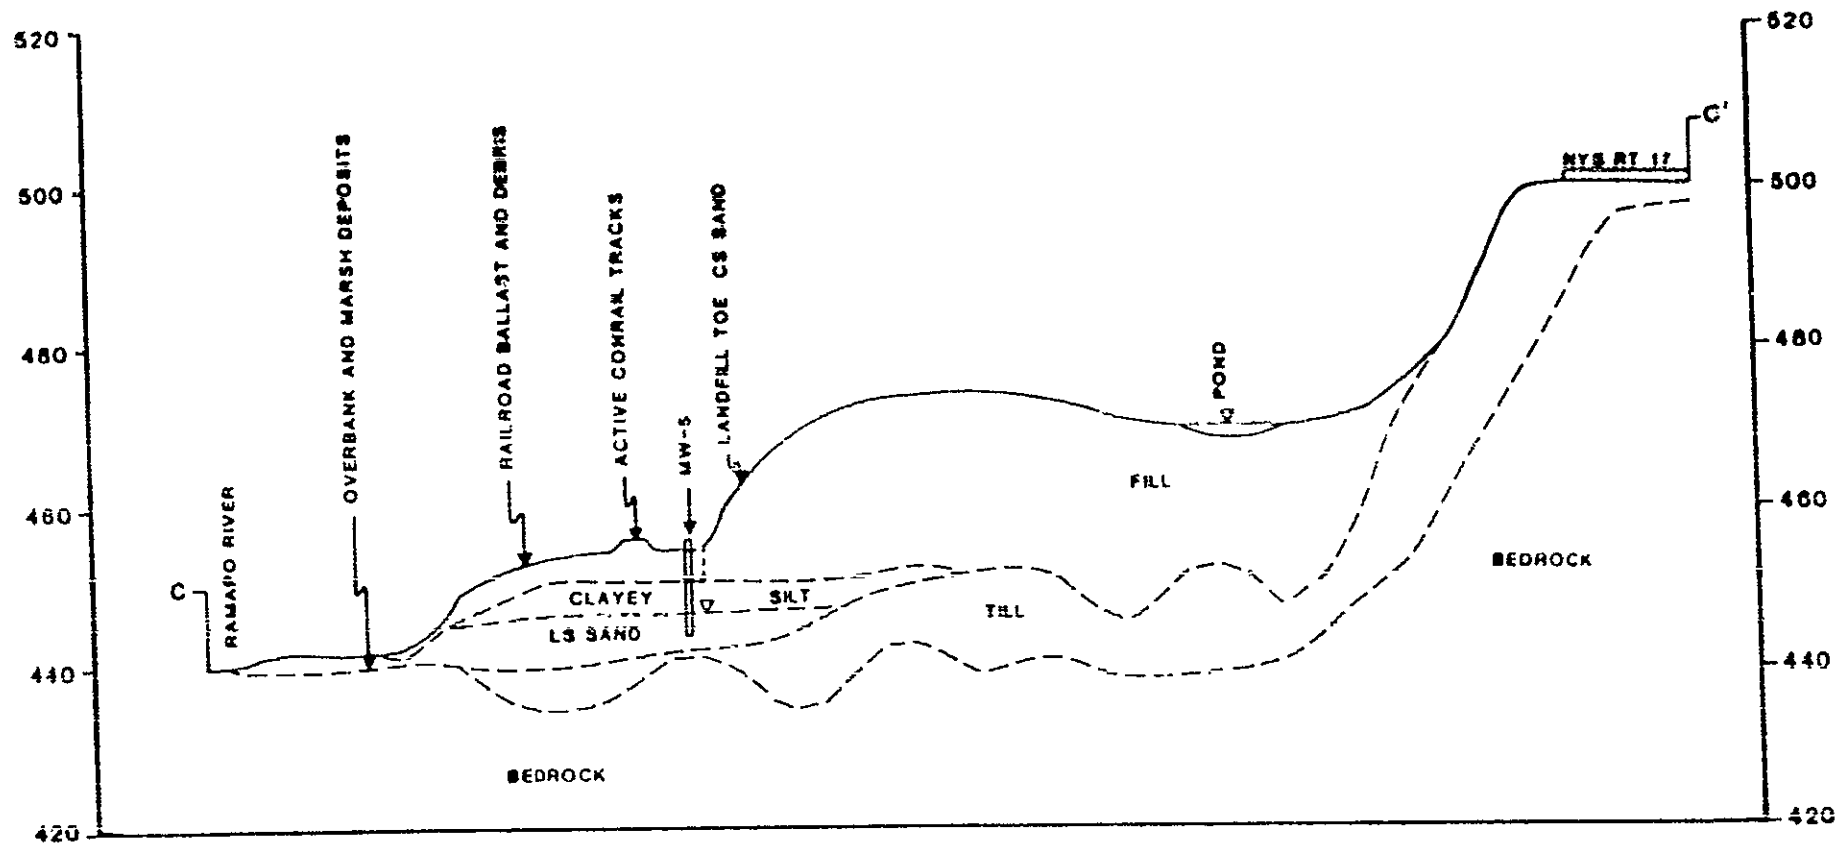 520
500
480
460
440
420
C
RAMAPO RIVER
OVERBANK AND MARSH DEPOSITS
RAILROAD BALLAST AND DEBRIS
ACTIVE CONRAIL TRACKS
MW-5
LANDFILL TOE CS SAND
POND
NYS RT 17
C'
FILL
CLAYEY SILT
LS SAND
TILL
BEDROCK
BEDROCK
520
500
480
460
440
420